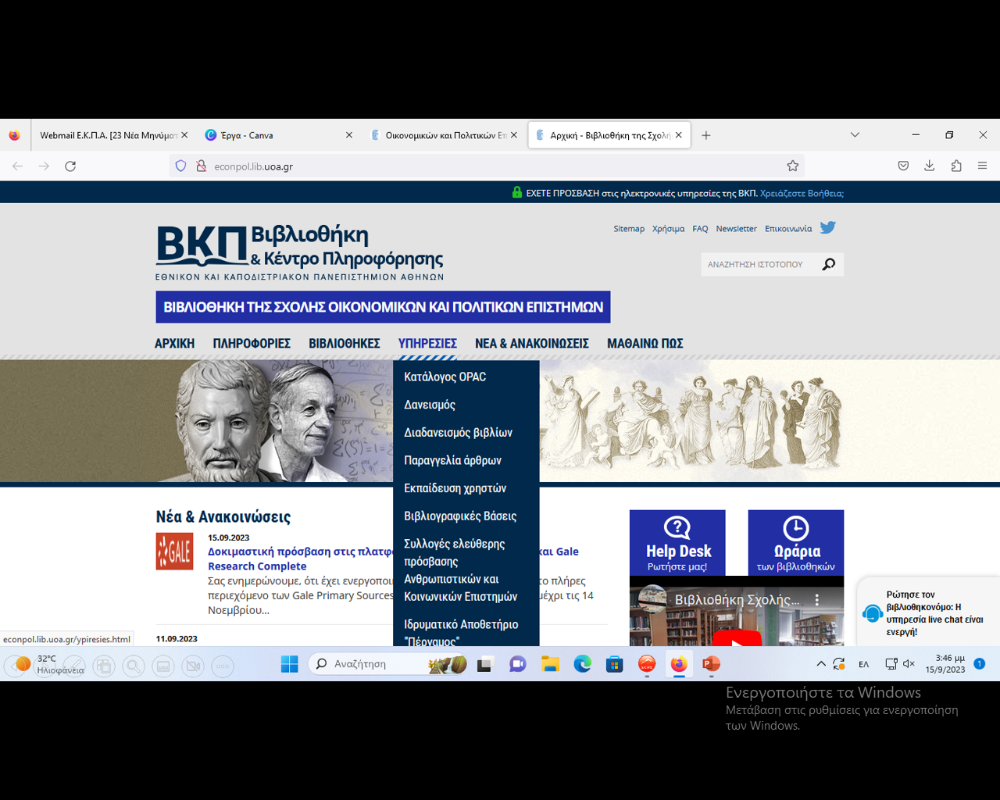 Webmail Ε.Κ.Π.Α. [23 Νέα Μηνύματ
Έργα - Canva
Οικονομικών και Πολιτικών Επ
Αρχική - Βιβλιοθήκη της Σχολή
econpol.lib.uoa.gr
ΕΧΕΤΕ ΠΡΟΣΒΑΣΗ στις ηλεκτρονικές υπηρεσίες της ΒΚΠ. Χρειάζεστε Βοήθεια;
ΒΚΠ Βιβλιοθήκη
& Κέντρο Πληροφόρησης
ΕΘΝΙΚΟΝ ΚΑΙ ΚΑΠΟΔΙΣΤΡΙΑΚΟΝ ΠΑΝΕΠΙΣΤΗΜΙΟΝ ΑΘΗΝΩΝ
Sitemap Χρήσιμα FAQ Newsletter Επικοινωνία
ΑΝΑΖΗΤΗΣΗ ΙΣΤΟΤΟΠΟΥ
ΒΙΒΛΙΟΘΗΚΗ ΤΗΣ ΣΧΟΛΗΣ ΟΙΚΟΝΟΜΙΚΩΝ ΚΑΙ ΠΟΛΙΤΙΚΩΝ ΕΠΙΣΤΗΜΩΝ
ΑΡΧΙΚΗ ΠΛΗΡΟΦΟΡΙΕΣ ΒΙΒΛΙΟΘΗΚΕΣ ΥΠΗΡΕΣΙΕΣ ΝΕΑ & ΑΝΑΚΟΙΝΩΣΕΙΣ ΜΑΘΑΙΝΩ ΠΩΣ
Κατάλογος OPAC
Δανεισμός
Διαδανεισμός βιβλίων
Παραγγελία άρθρων
Εκπαίδευση χρηστών
Βιβλιογραφικές Βάσεις
Συλλογές ελεύθερης
πρόσβασης
Ανθρωπιστικών και
Κοινωνικών Επιστημών
Ιδρυματικό Αποθετήριο
"Πέργαμος"
Νέα & Ανακοινώσεις
GALE
15.09.2023
Δοκιμαστική πρόσβαση στις πλατφ και Gale
Research Complete
Σας ενημερώνουμε, ότι έχει ενεργοποι το πλήρες
περιεχόμενο των Gale Primary Sources μέχρι τις 14
Νοεμβρίου...
11.09.2023
Help Desk
Ρωτήστε μας!
Ωράρια
των βιβλιοθηκών
Βιβλιοθήκη Σχολής...
Ρώτησε τον
βιβλιοθηκονόμο: Η
υπηρεσία live chat είναι
ενεργή!
econpol.lib.uoa.gr/ypiresies.html
32°C
Ηλιοφάνεια
Αναζήτηση
ΕΛ
3:46 μμ
15/9/2023
1
Ενεργοποιήστε τα Windows
Μετάβαση στις ρυθμίσεις για ενεργοποίηση
των Windows.